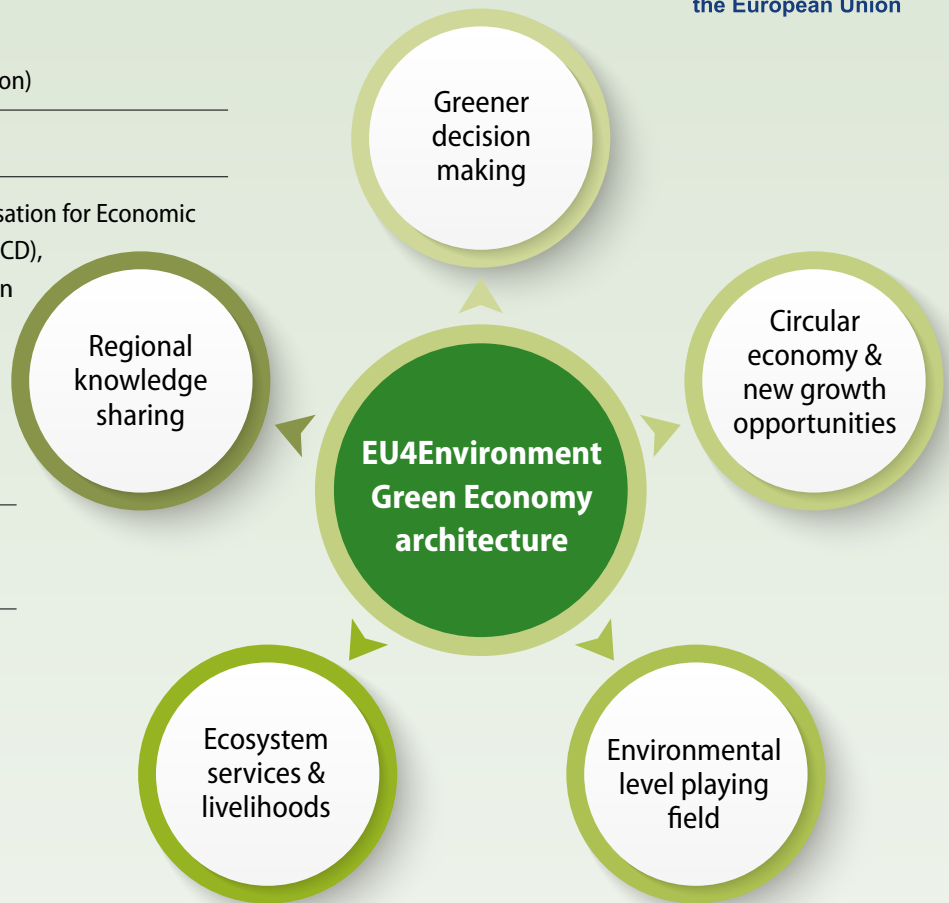 the European Union
on)
sation for Economic
CD),
n
Greener
decision
making
Regional
knowledge
sharing
Circular
economy &
new growth
opportunities
EU4Environment
Green Economy
architecture
Ecosystem
services &
livelihoods
Environmental
level playing
field